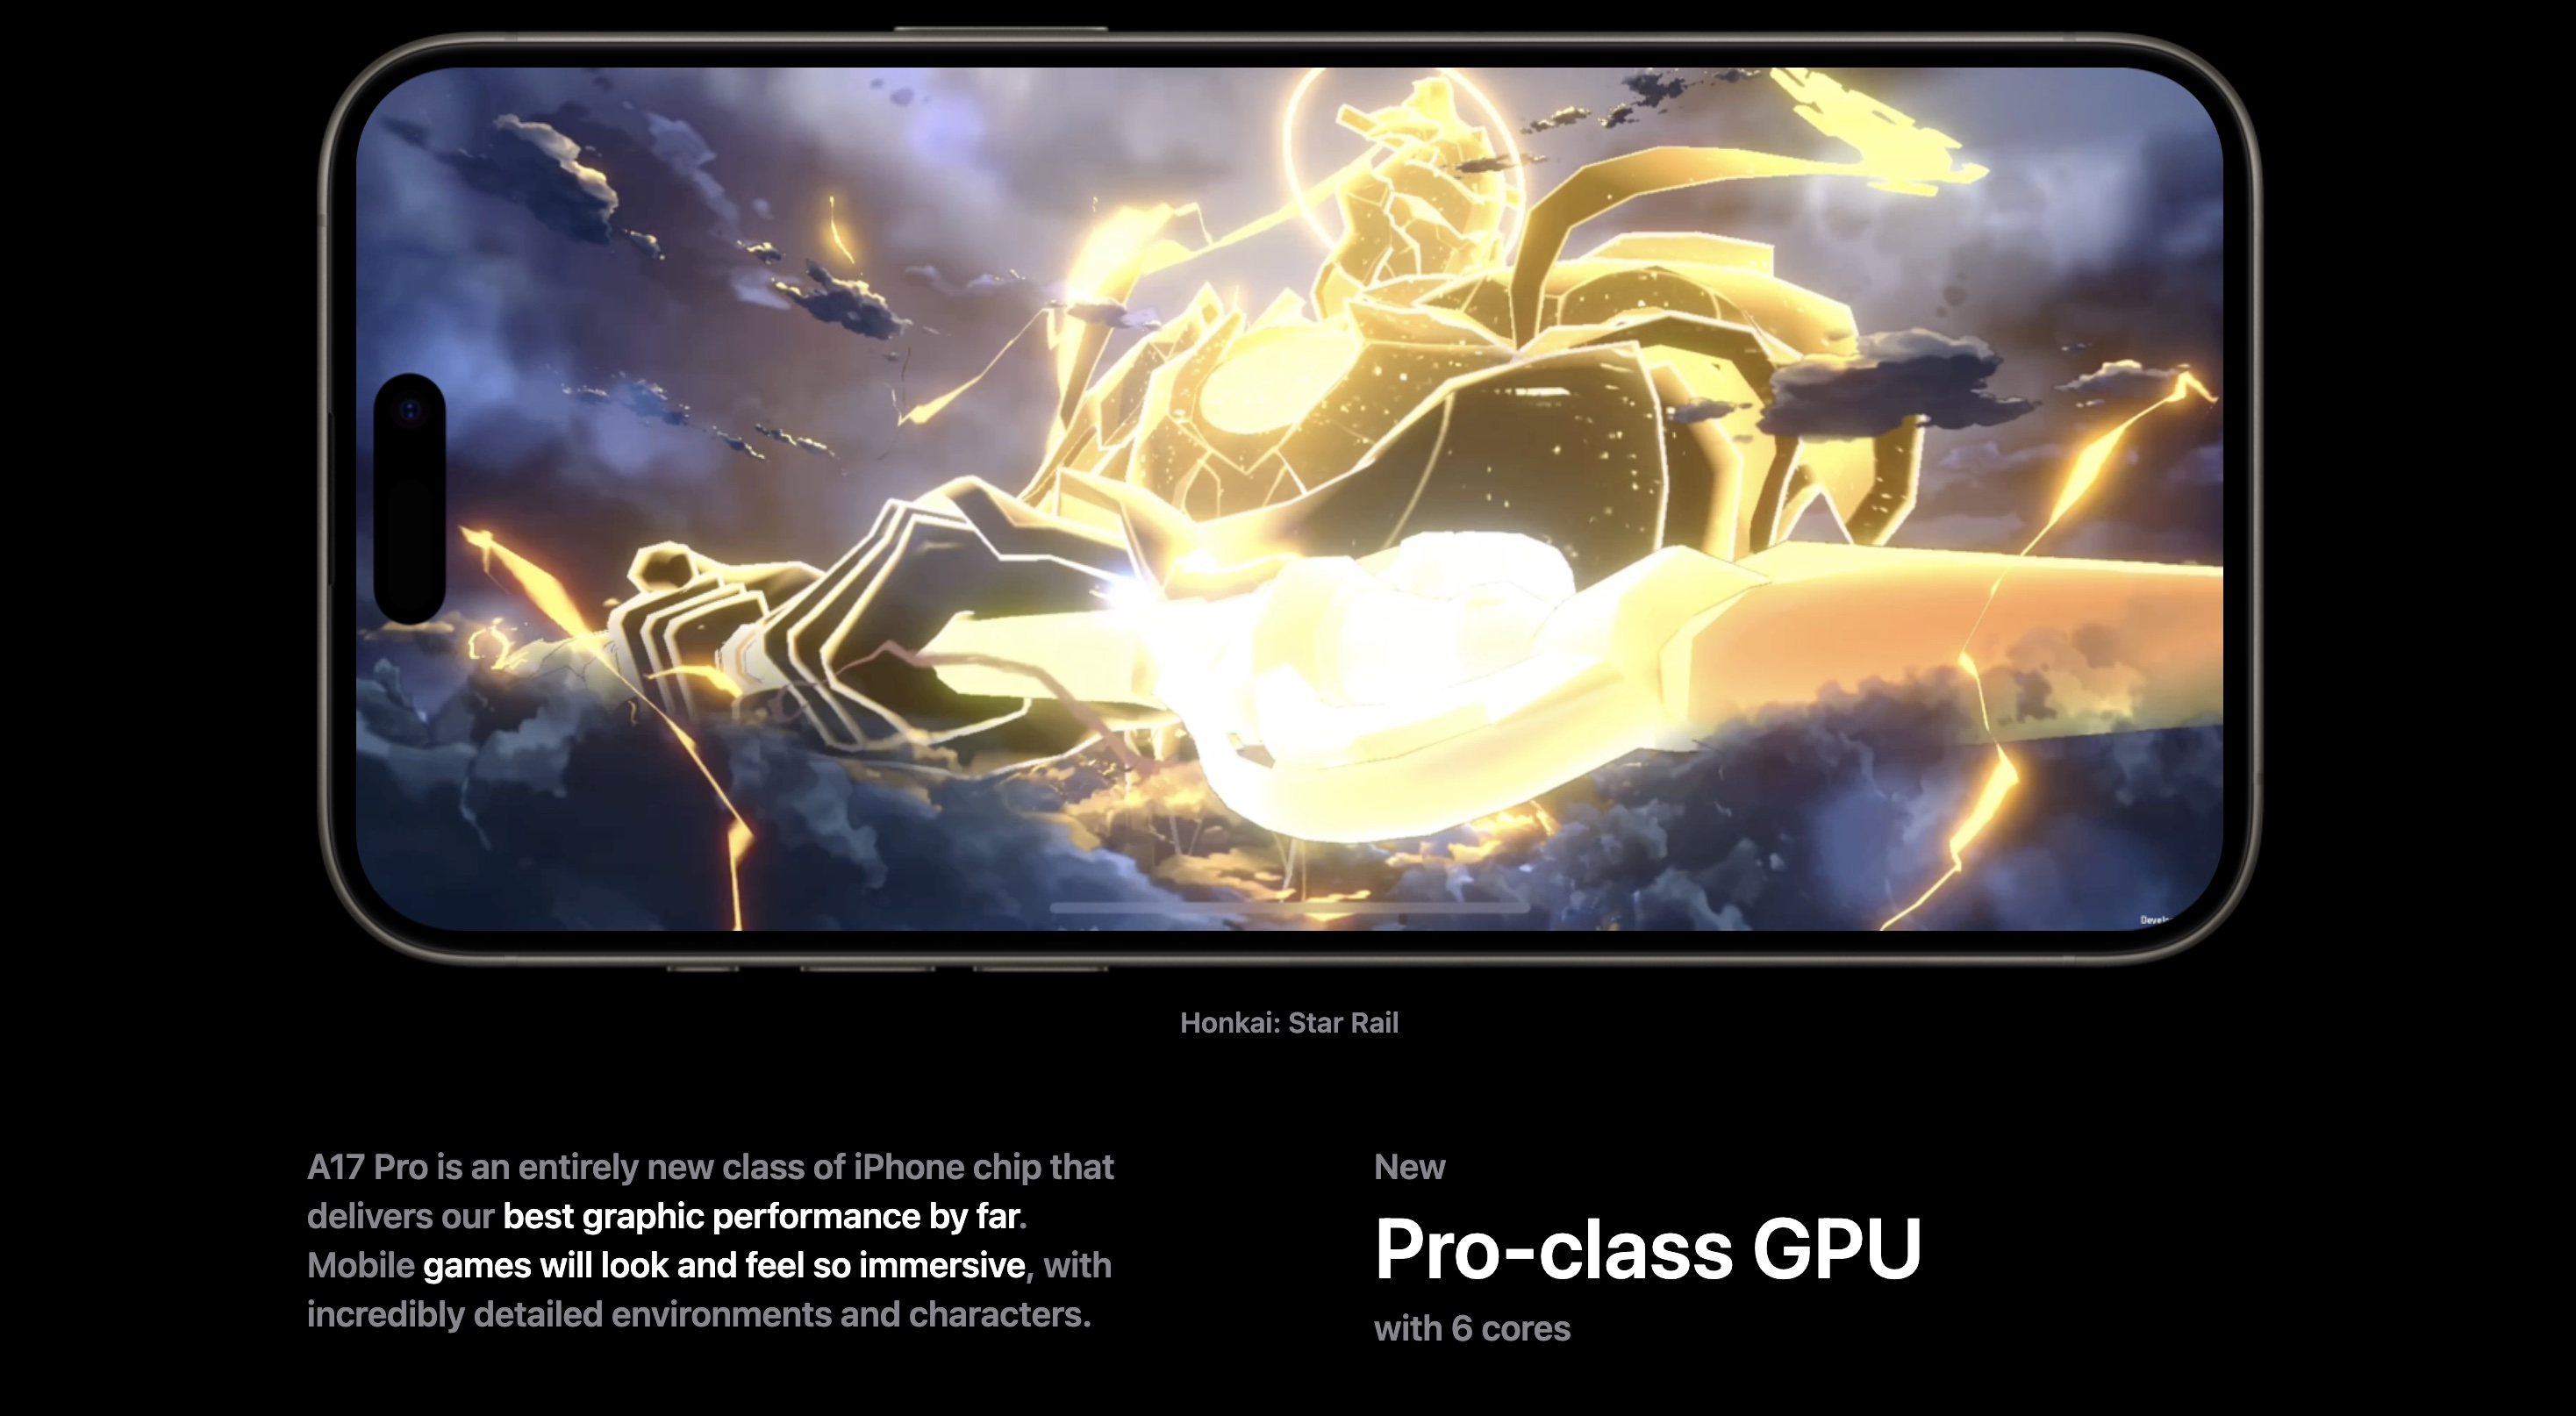 Honkai: Star Rail
A17 Pro is an entirely new class of iPhone chip that
delivers our best graphic performance by far.
Mobile games will look and feel so immersive, with
incredibly detailed environments and characters.
New
Pro-class GPU
with 6 cores